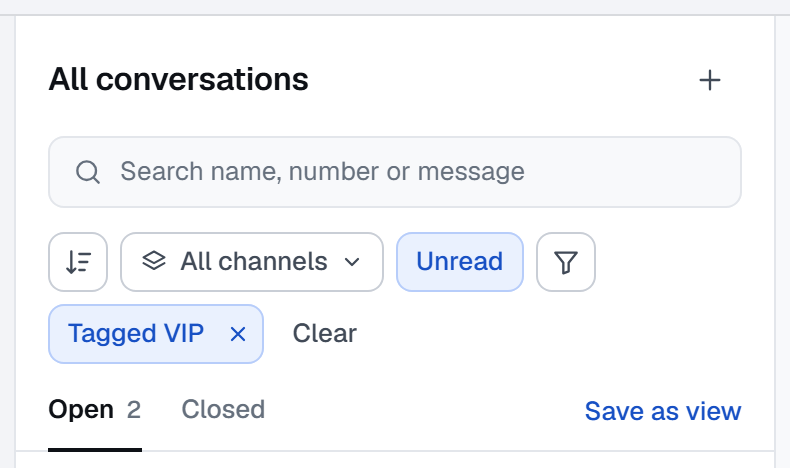 All conversations
Search name, number or message
All channels Unread
Tagged VIP Clear
Open 2 Closed Save as view